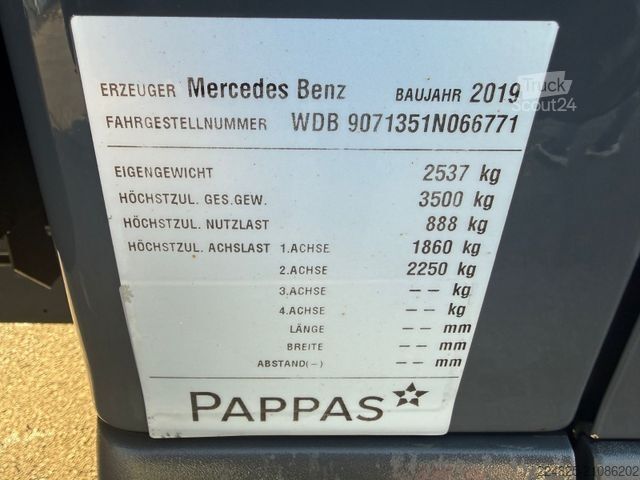 ERZEUGER Mercedes Benz BAUJAHR 2019
FAHRGESTELLNUMMER WDB 9071351N066771
EIGENGEWICHT 2537 kg
HÖCHSTZUL. GES.GEW. 3500 kg
HÖCHSTZUL. NUTZLAST 888 kg
HÖCHSTZUL. ACHSLAST 1.ACHSE 1860 kg
2.ACHSE 2250 kg
3.ACHSE -- kg
4.ACHSE -- kg
LÄNGE -- mm
BREITE -- mm
ABSTAND(-) -- mm
PAPPAS
Truck
Scout24